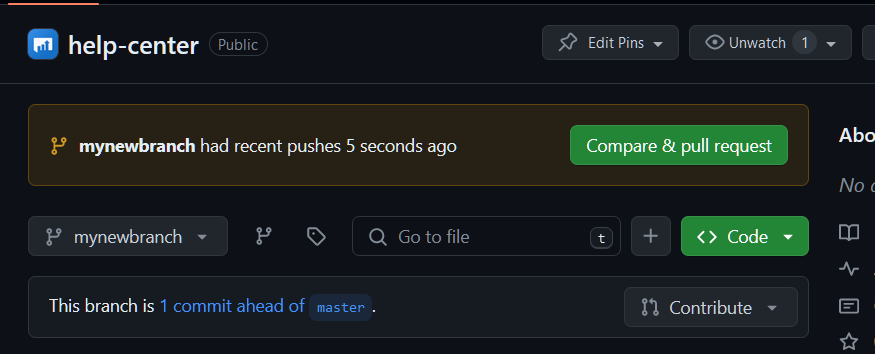 help-center Public Edit Pins Unwatch 1
mynewbranch had recent pushes 5 seconds ago Compare & pull request
mynewbranch Go to file t Code
This branch is 1 commit ahead of master. Contribute
Abo
No